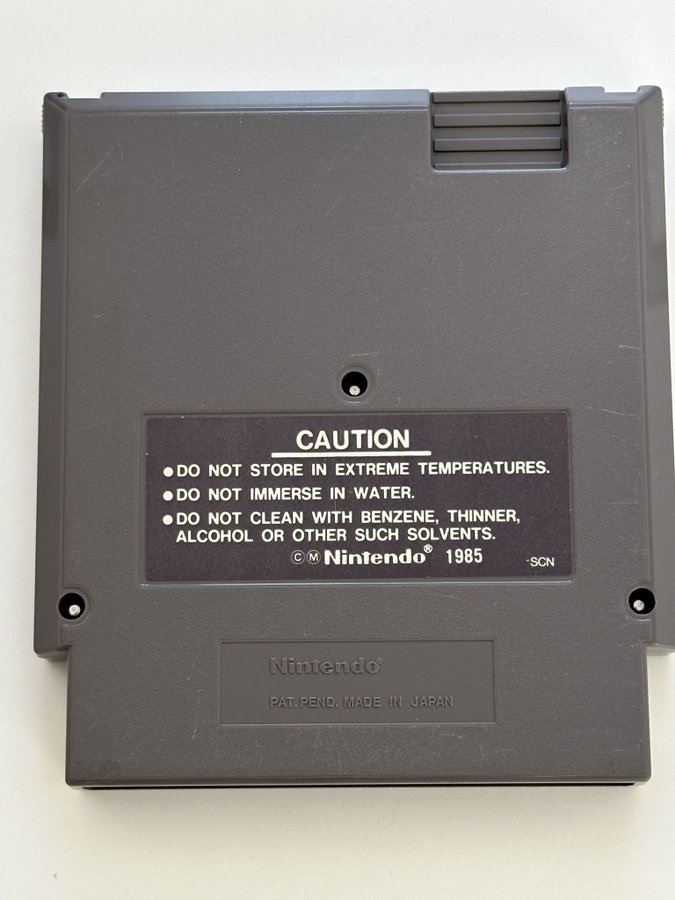 CAUTION
●DO NOT STORE IN EXTREME TEMPERATURES.
●DO NOT IMMERSE IN WATER.
●DO NOT CLEAN WITH BENZENE, THINNER,
ALCOHOL OR OTHER SUCH SOLVENTS.
ⒸⓂNintendo® 1985 -SCN
Nintendo®
PAT. PEND. MADE IN JAPAN